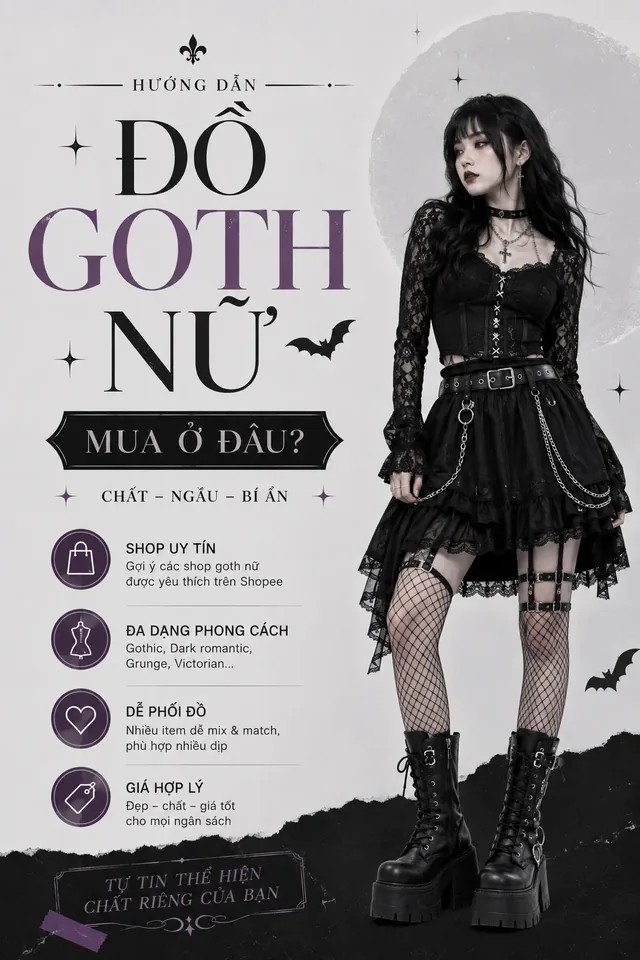 HƯỚNG DẪN
ĐỒ
GOTH
NỮ
MUA Ở ĐÂU?
CHẤT – NGẦU – BÍ ẨN
SHOP UY TÍN
Gợi ý các shop goth nữ
được yêu thích trên Shopee
ĐA DẠNG PHONG CÁCH
Gothic, Dark romantic,
Grunge, Victorian...
DỄ PHỐI ĐỒ
Nhiều item dễ mix & match,
phù hợp nhiều dịp
GIÁ HỢP LÝ
Đẹp – chất – giá tốt
cho mọi ngân sách
TỰ TIN THỂ HIỆN
CHẤT RIÊNG CỦA BẠN